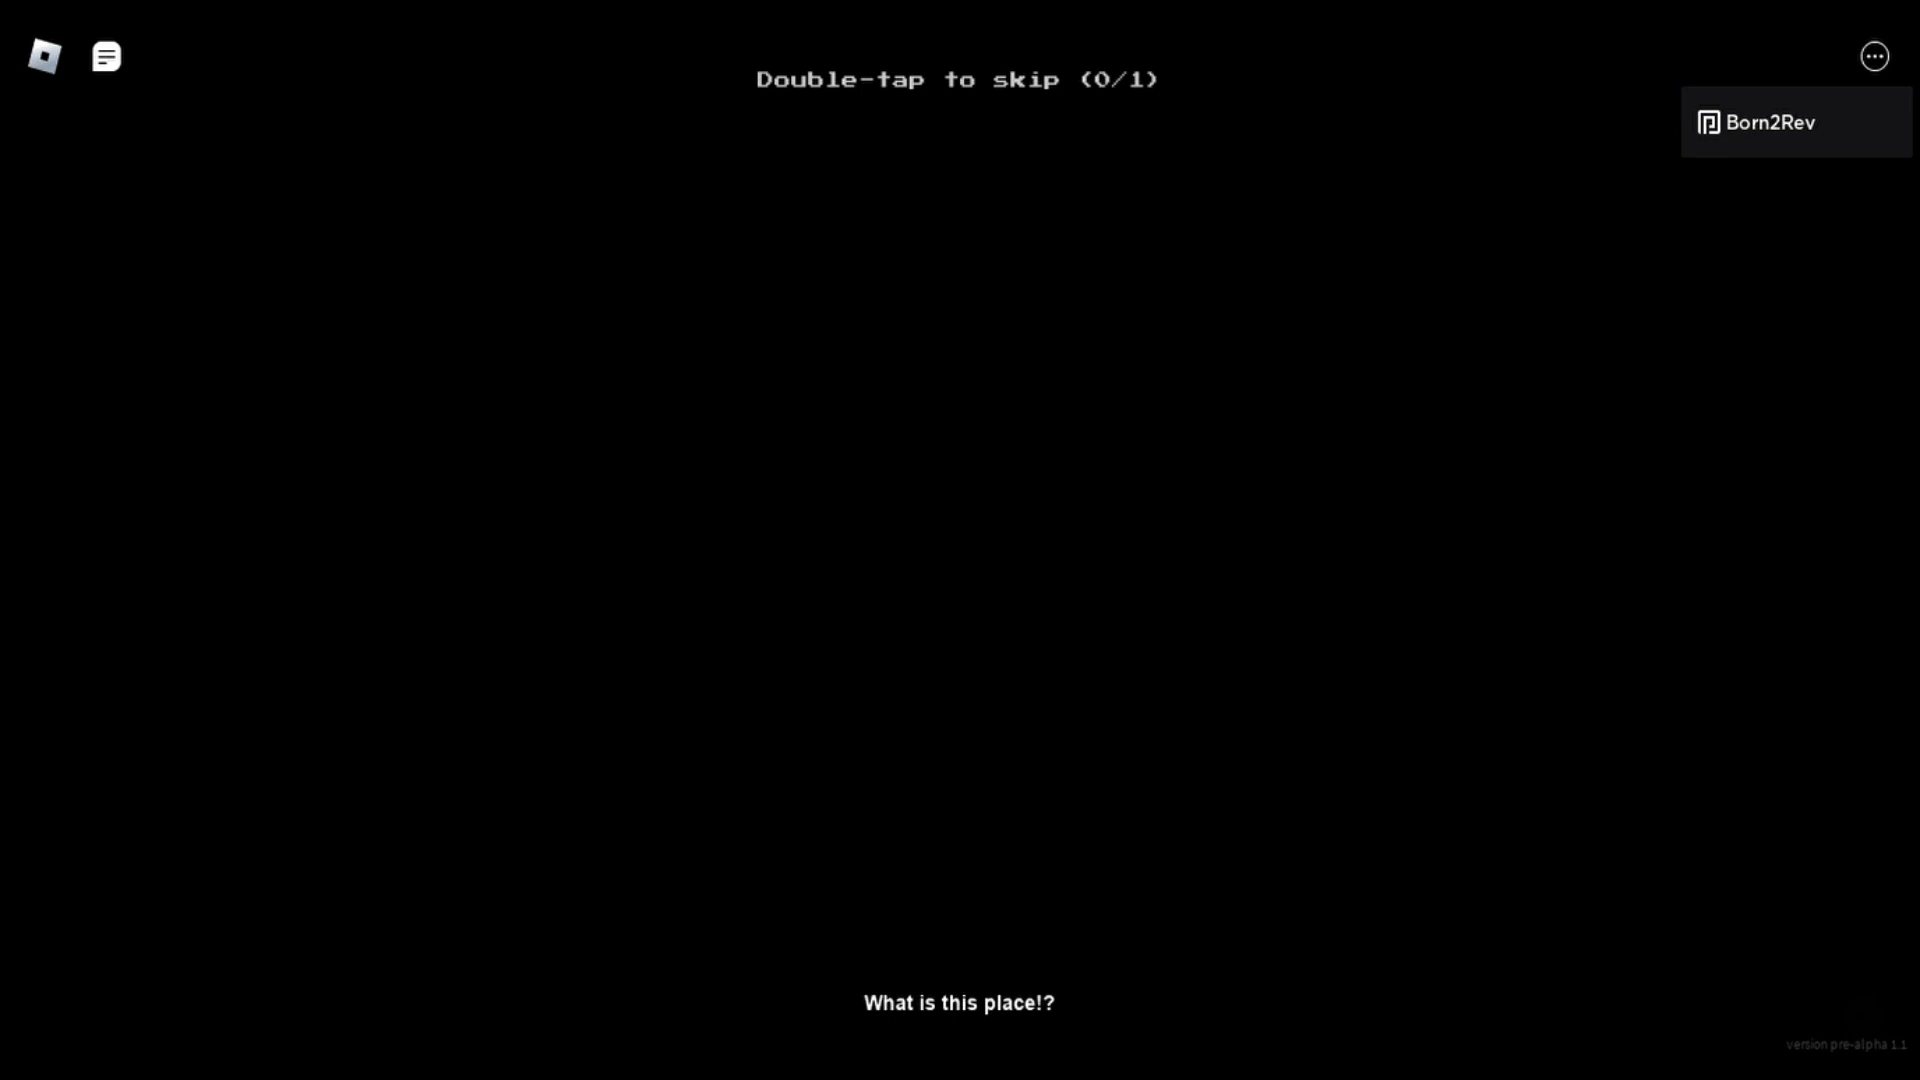 Double-tap to skip (0/1)
Born2Rev
What is this place!?
version pre-alpha 1.1